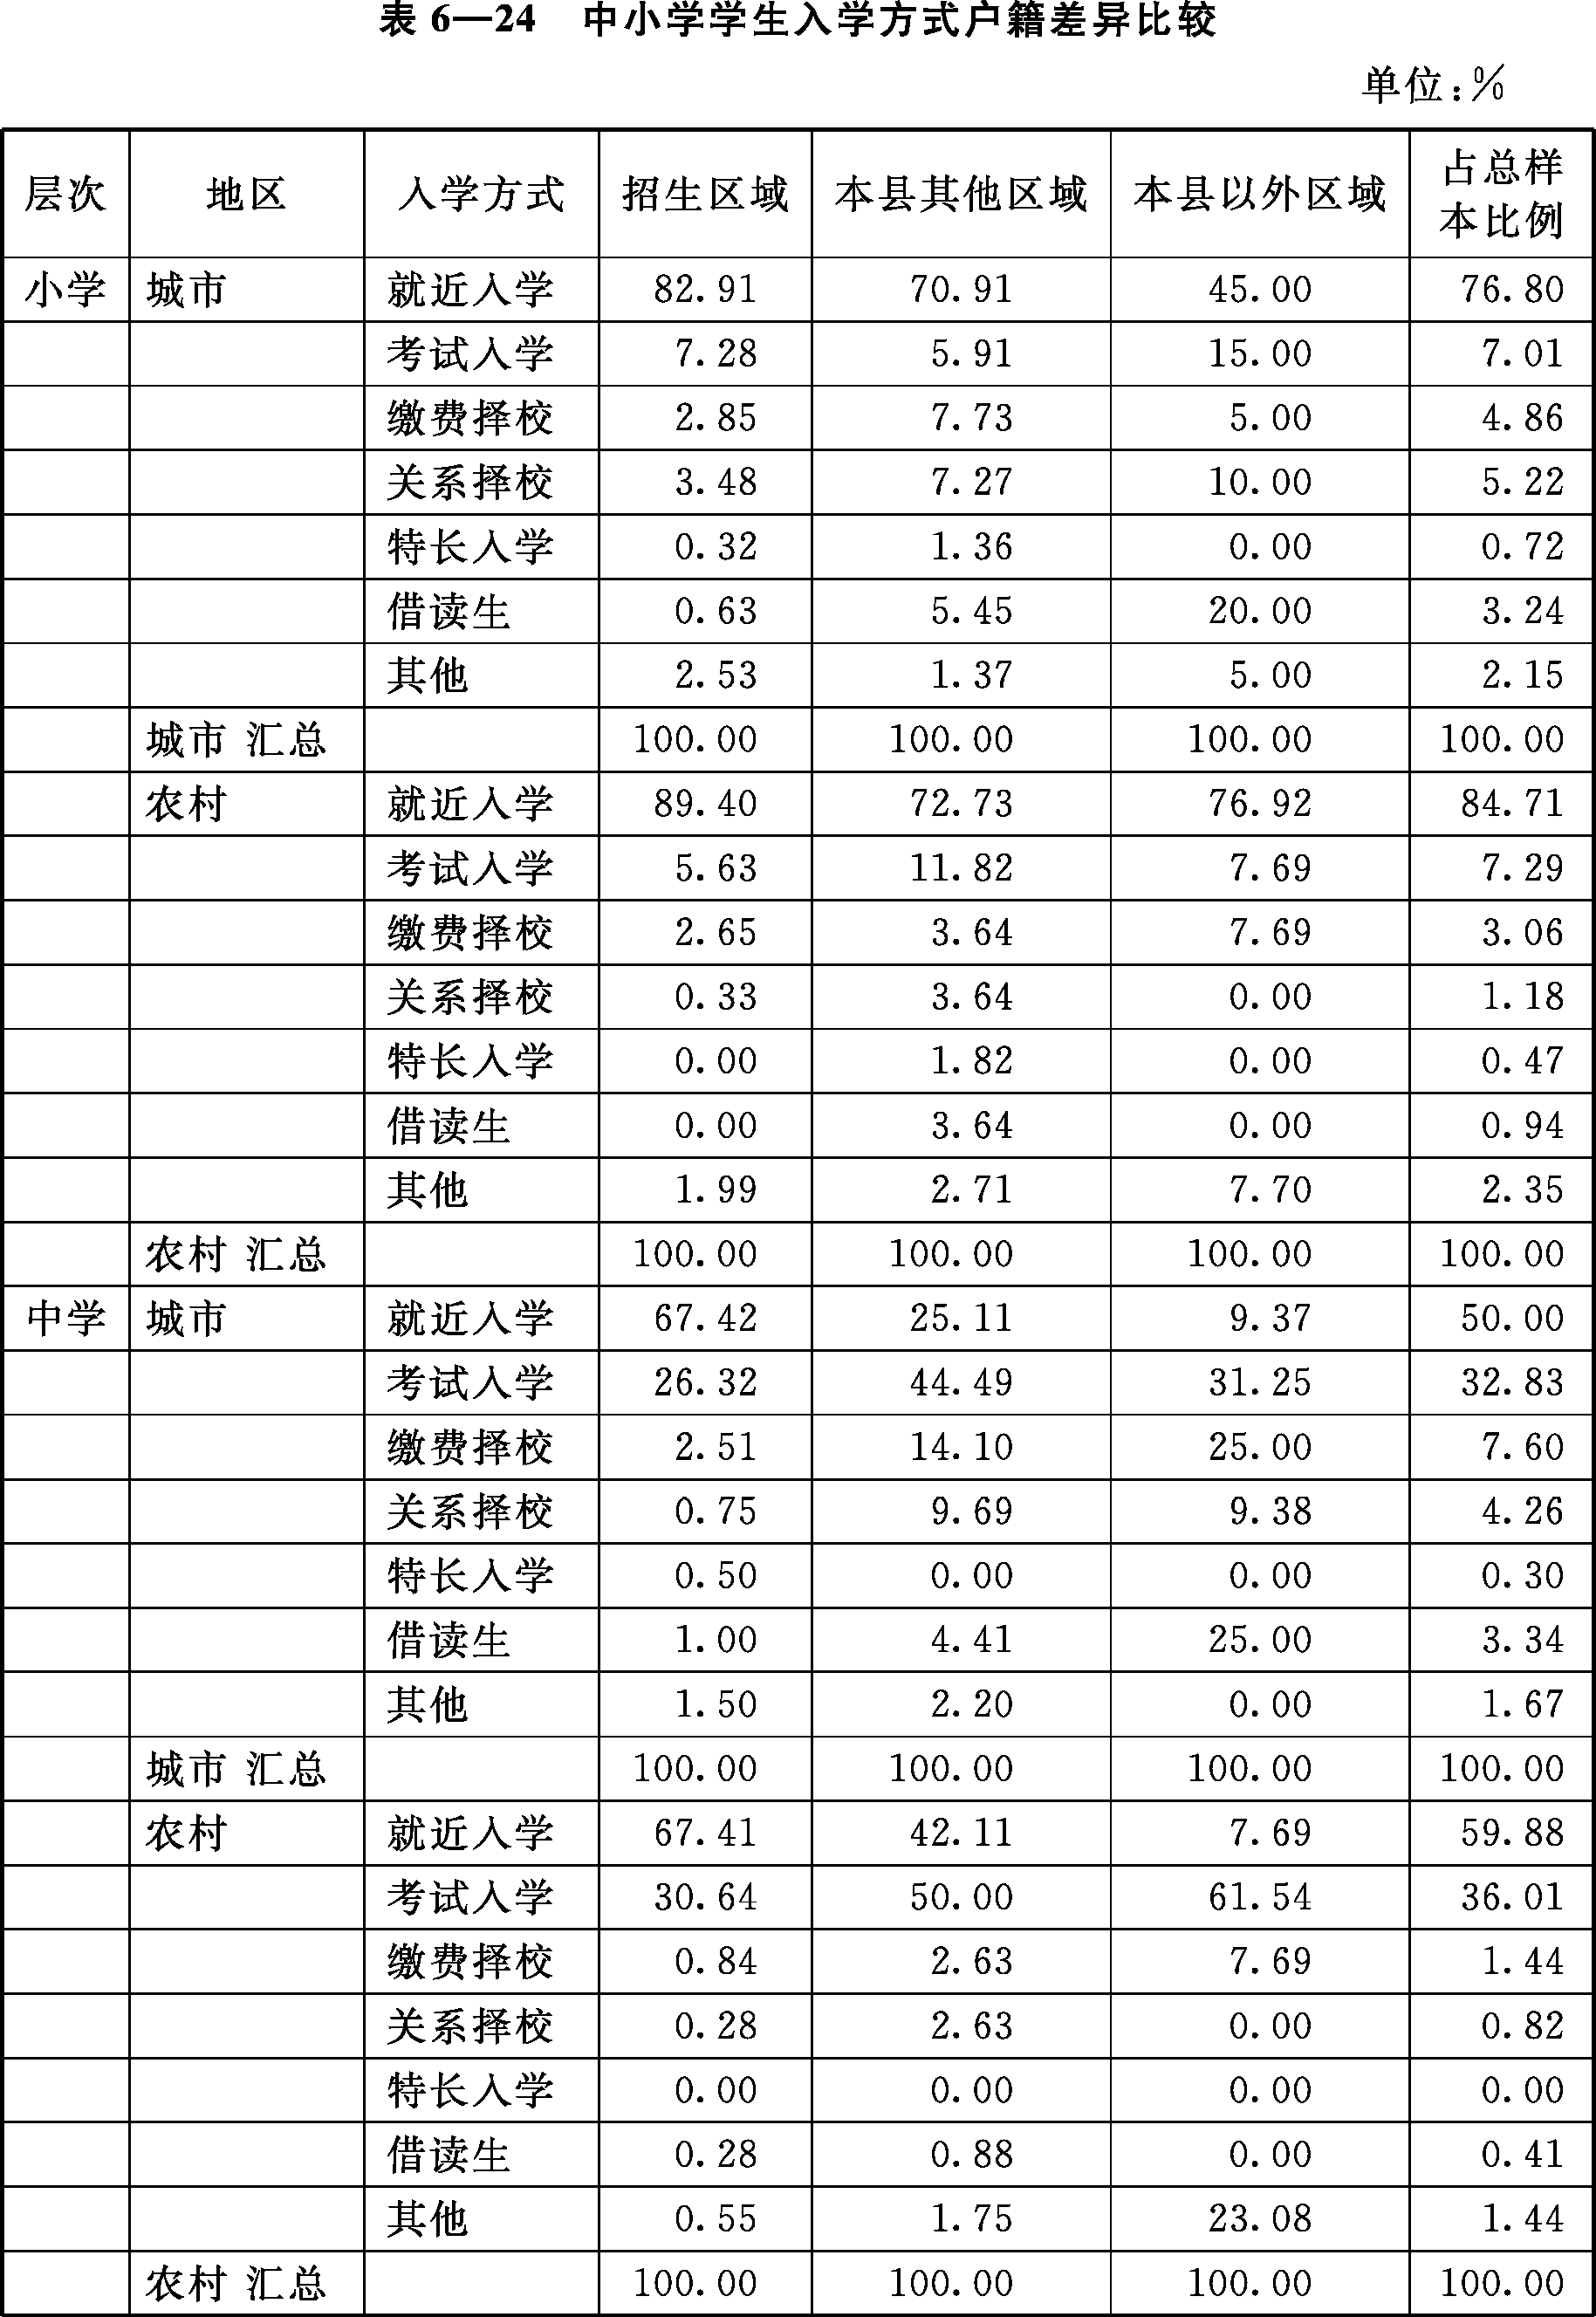 表 6—24 中小学学生入学方式户籍差异比较
单位:%
层次 地区 入学方式 招生区域 本县其他区域 本县以外区域 占总样本比例
小学 城市 就近入学 82.91 70.91 45.00 76.80
考试入学 7.28 5.91 15.00 7.01
缴费择校 2.85 7.73 5.00 4.86
关系择校 3.48 7.27 10.00 5.22
特长入学 0.32 1.36 0.00 0.72
借读生 0.63 5.45 20.00 3.24
其他 2.53 1.37 5.00 2.15
城市 汇总 100.00 100.00 100.00 100.00
农村 就近入学 89.40 72.73 76.92 84.71
考试入学 5.63 11.82 7.69 7.29
缴费择校 2.65 3.64 7.69 3.06
关系择校 0.33 3.64 0.00 1.18
特长入学 0.00 1.82 0.00 0.47
借读生 0.00 3.64 0.00 0.94
其他 1.99 2.71 7.70 2.35
农村 汇总 100.00 100.00 100.00 100.00
中学 城市 就近入学 67.42 25.11 9.37 50.00
考试入学 26.32 44.49 31.25 32.83
缴费择校 2.51 14.10 25.00 7.60
关系择校 0.75 9.69 9.38 4.26
特长入学 0.50 0.00 0.00 0.30
借读生 1.00 4.41 25.00 3.34
其他 1.50 2.20 0.00 1.67
城市 汇总 100.00 100.00 100.00 100.00
农村 就近入学 67.41 42.11 7.69 59.88
考试入学 30.64 50.00 61.54 36.01
缴费择校 0.84 2.63 7.69 1.44
关系择校 0.28 2.63 0.00 0.82
特长入学 0.00 0.00 0.00 0.00
借读生 0.28 0.88 0.00 0.41
其他 0.55 1.75 23.08 1.44
农村 汇总 100.00 100.00 100.00 100.00